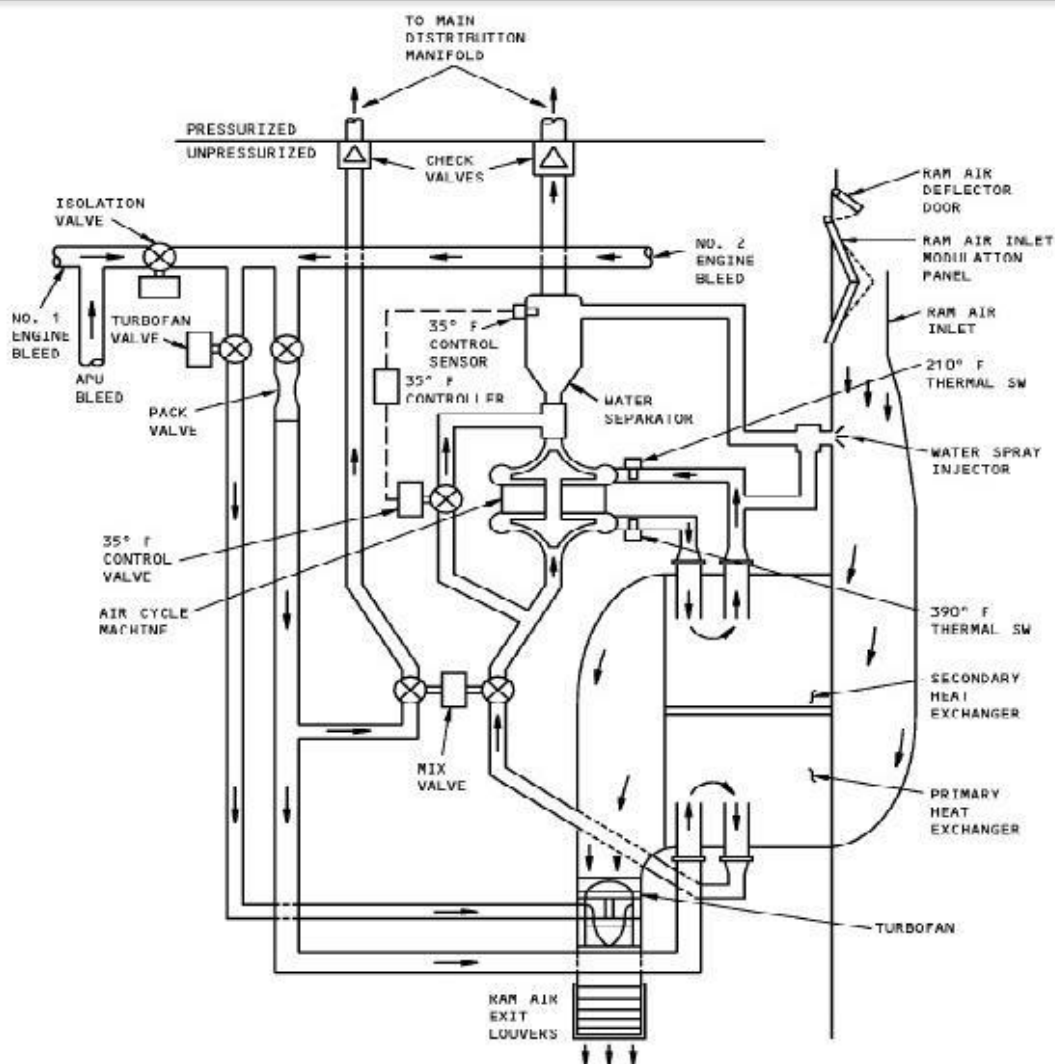 TO MAIN
DISTRIBUTION
MANIFOLD
PRESSURIZED
UNPRESSURIZED
CHECK
VALVES
RAM AIR
DEFLECTOR
DOOR
ISOLATION
VALVE
NO. 2
ENGINE
BLEED
RAM AIR INLET
MODULATION
PANEL
NO. 1
ENGINE
BLEED
TURBOFAN
VALVE
35° F
CONTROL
SENSOR
RAM AIR
INLET
APU
BLEED
35° F
CONTROLLER
210° F
THERMAL SW
PACK
VALVE
WATER
SEPARATOR
WATER SPRAY
INJECTOR
35° F
CONTROL
VALVE
AIR CYCLE
MACHINE
390° F
THERMAL SW
SECONDARY
HEAT
EXCHANGER
MIX
VALVE
PRIMARY
HEAT
EXCHANGER
TURBOFAN
RAM AIR
EXIT
LOUVERS